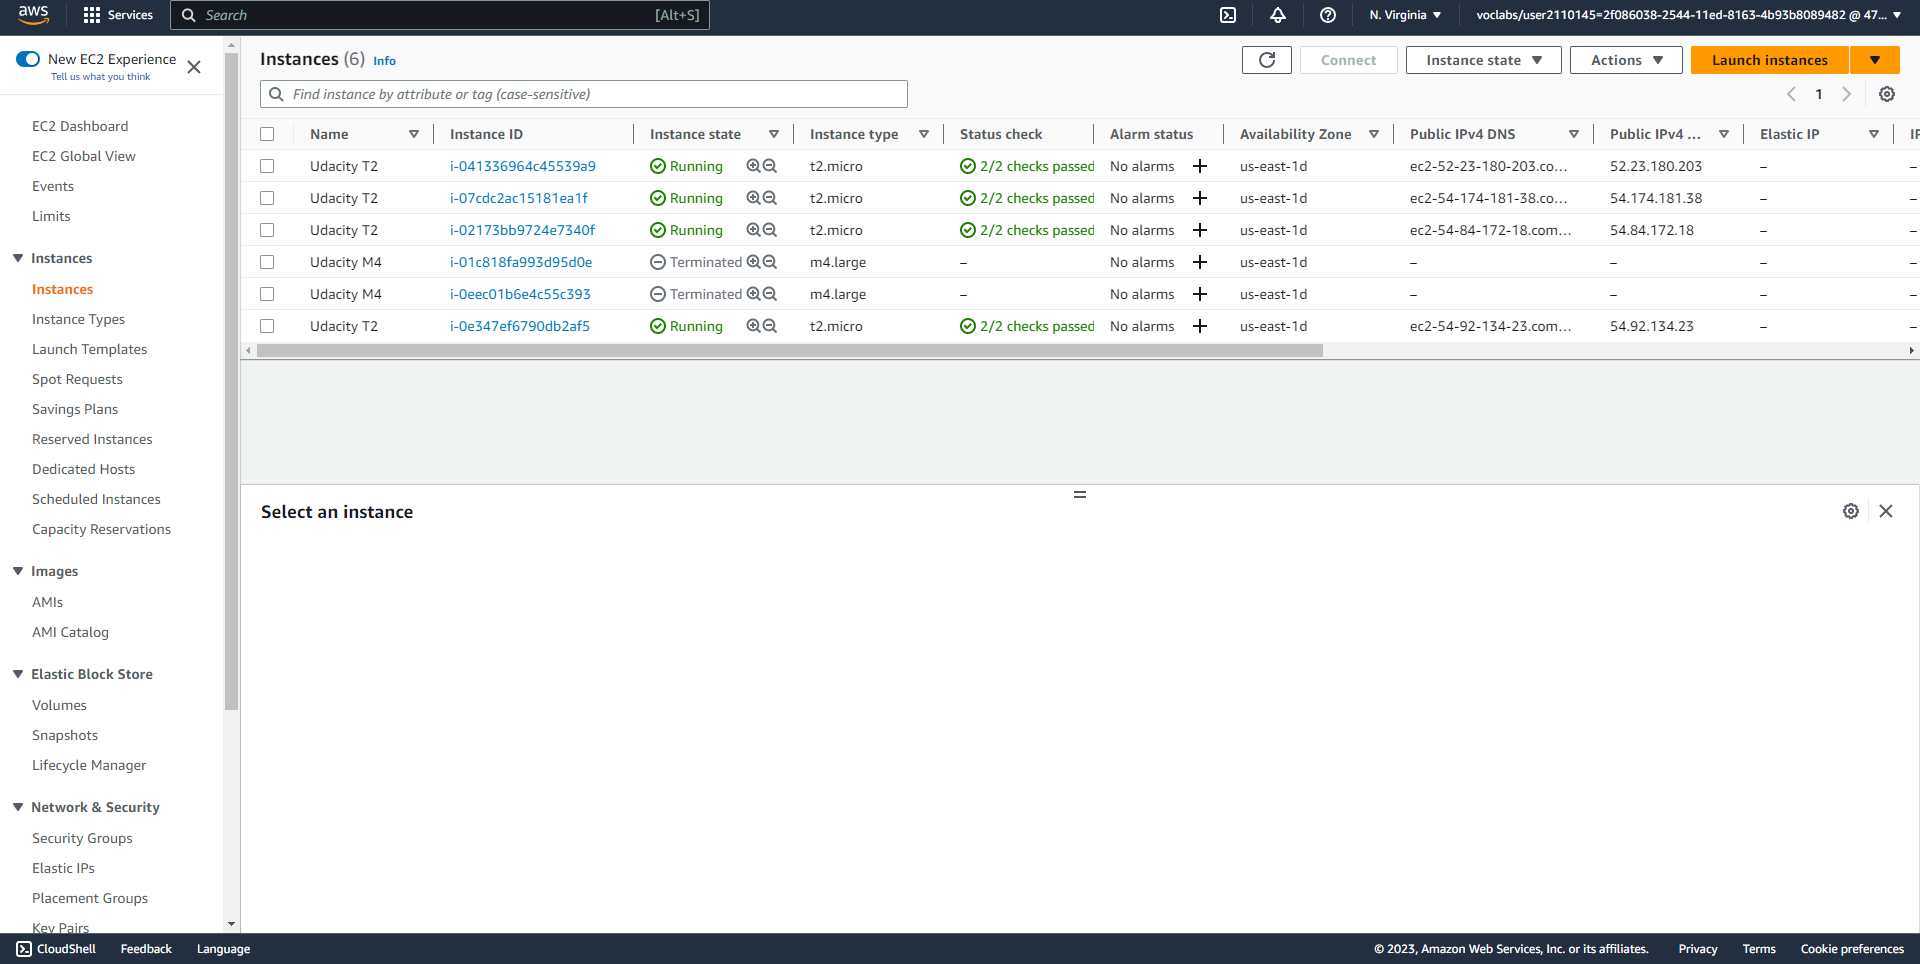 aws
Services
Search
[Alt+S]
N. Virginia
voclabs/user2110145=2f086038-2544-11ed-8163-4b93b8089482 @ 47...
New EC2 Experience
Tell us what you think
EC2 Dashboard
EC2 Global View
Events
Limits
Instances
Instances
Instance Types
Launch Templates
Spot Requests
Savings Plans
Reserved Instances
Dedicated Hosts
Scheduled Instances
Capacity Reservations
Images
AMIs
AMI Catalog
Elastic Block Store
Volumes
Snapshots
Lifecycle Manager
Network & Security
Security Groups
Elastic IPs
Placement Groups
Key Pairs
Instances (6) Info
Connect
Instance state
Actions
Launch instances
Find instance by attribute or tag (case-sensitive)
1
Name Instance ID Instance state Instance type Status check Alarm status Availability Zone Public IPv4 DNS Public IPv4 ... Elastic IP IP
Udacity T2 i-041336964c45539a9 Running t2.micro 2/2 checks passed No alarms + us-east-1d ec2-52-23-180-203.co... 52.23.180.203 – –
Udacity T2 i-07cdc2ac15181ea1f Running t2.micro 2/2 checks passed No alarms + us-east-1d ec2-54-174-181-38.co... 54.174.181.38 – –
Udacity T2 i-02173bb9724e7340f Running t2.micro 2/2 checks passed No alarms + us-east-1d ec2-54-84-172-18.com... 54.84.172.18 – –
Udacity M4 i-01c818fa993d95d0e Terminated m4.large – No alarms + us-east-1d – – – –
Udacity M4 i-0eec01b6e4c55c393 Terminated m4.large – No alarms + us-east-1d – – – –
Udacity T2 i-0e347ef6790db2af5 Running t2.micro 2/2 checks passed No alarms + us-east-1d ec2-54-92-134-23.com... 54.92.134.23 – –
Select an instance
CloudShell Feedback Language
© 2023, Amazon Web Services, Inc. or its affiliates. Privacy Terms Cookie preferences